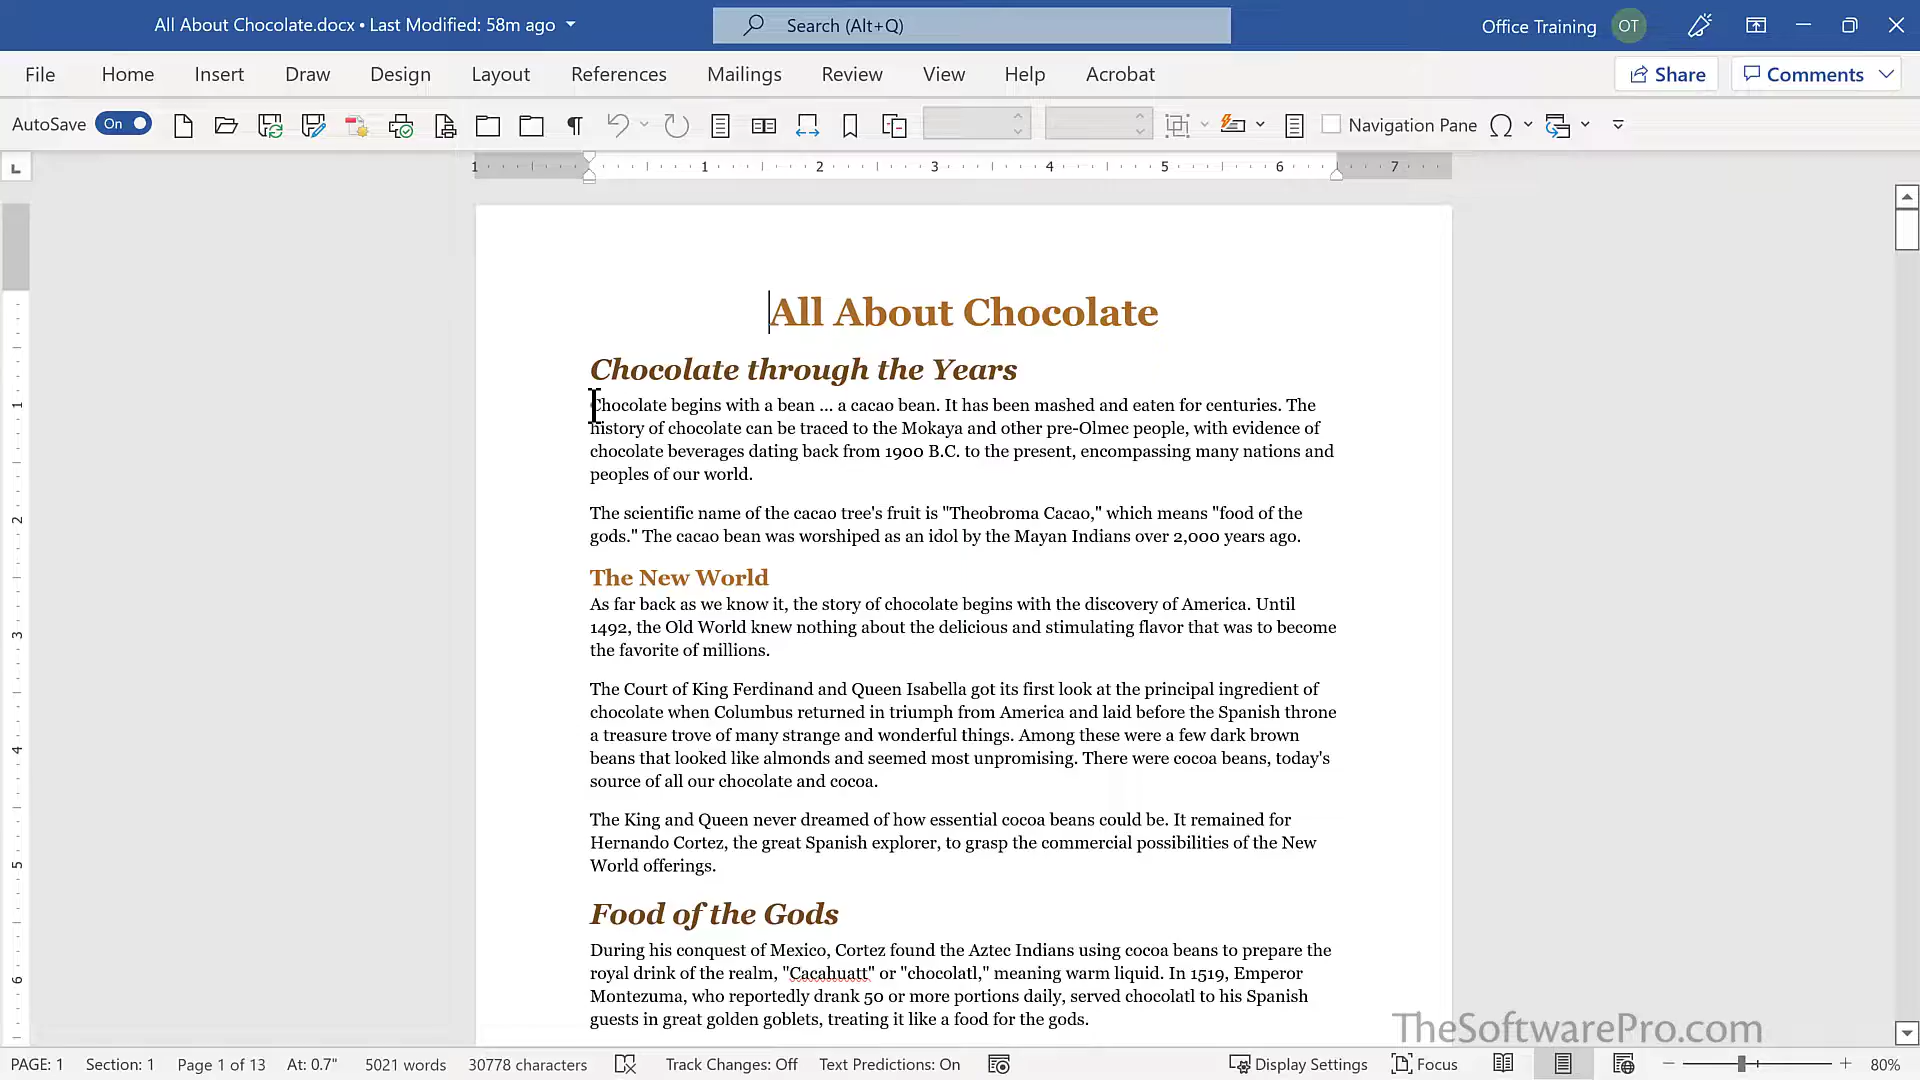 All About Chocolate.docx • Last Modified: 58m ago
Search (Alt+Q)
Office Training OT
File Home Insert Draw Design Layout References Mailings Review View Help Acrobat Share Comments
AutoSave On Navigation Pane
1 1 2 3 4 5 6 7
All About Chocolate
Chocolate through the Years
Chocolate begins with a bean ... a cacao bean. It has been mashed and eaten for centuries. The
history of chocolate can be traced to the Mokaya and other pre-Olmec people, with evidence of
chocolate beverages dating back from 1900 B.C. to the present, encompassing many nations and
peoples of our world.
The scientific name of the cacao tree's fruit is "Theobroma Cacao," which means "food of the
gods." The cacao bean was worshiped as an idol by the Mayan Indians over 2,000 years ago.
The New World
As far back as we know it, the story of chocolate begins with the discovery of America. Until
1492, the Old World knew nothing about the delicious and stimulating flavor that was to become
the favorite of millions.
The Court of King Ferdinand and Queen Isabella got its first look at the principal ingredient of
chocolate when Columbus returned in triumph from America and laid before the Spanish throne
a treasure trove of many strange and wonderful things. Among these were a few dark brown
beans that looked like almonds and seemed most unpromising. There were cocoa beans, today's
source of all our chocolate and cocoa.
The King and Queen never dreamed of how essential cocoa beans could be. It remained for
Hernando Cortez, the great Spanish explorer, to grasp the commercial possibilities of the New
World offerings.
Food of the Gods
During his conquest of Mexico, Cortez found the Aztec Indians using cocoa beans to prepare the
royal drink of the realm, "Cacahuatt" or "chocolatl," meaning warm liquid. In 1519, Emperor
Montezuma, who reportedly drank 50 or more portions daily, served chocolatl to his Spanish
guests in great golden goblets, treating it like a food for the gods.
1
2
3
4
5
6
TheSoftwarePro.com
PAGE: 1 Section: 1 Page 1 of 13 At: 0.7" 5021 words 30778 characters Track Changes: Off Text Predictions: On Display Settings Focus 80%